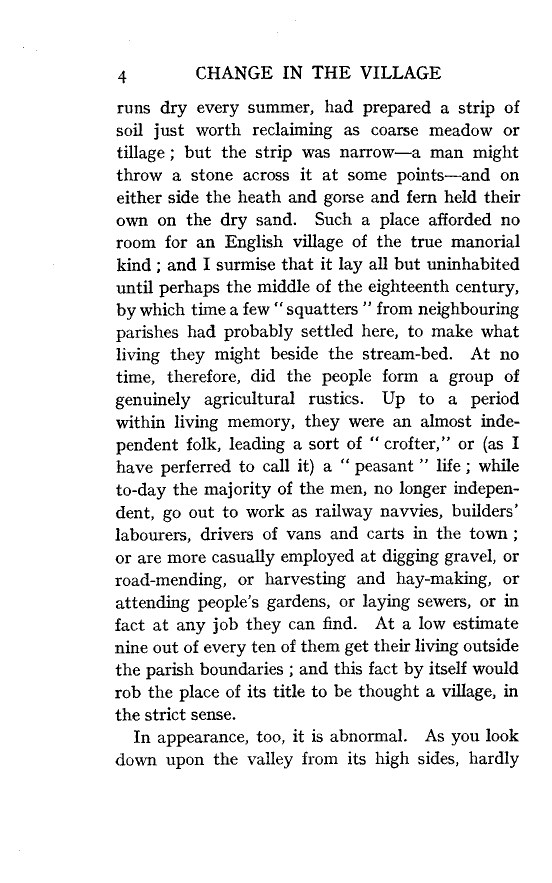 4 CHANGE IN THE VILLAGE
runs dry every summer, had prepared a strip of
soil just worth reclaiming as coarse meadow or
tillage ; but the strip was narrow—a man might
throw a stone across it at some points—and on
either side the heath and gorse and fern held their
own on the dry sand. Such a place afforded no
room for an English village of the true manorial
kind ; and I surmise that it lay all but uninhabited
until perhaps the middle of the eighteenth century,
by which time a few “ squatters ” from neighbouring
parishes had probably settled here, to make what
living they might beside the stream-bed. At no
time, therefore, did the people form a group of
genuinely agricultural rustics. Up to a period
within living memory, they were an almost inde-
pendent folk, leading a sort of “ crofter,” or (as I
have perferred to call it) a “ peasant ” life ; while
to-day the majority of the men, no longer indepen-
dent, go out to work as railway navvies, builders’
labourers, drivers of vans and carts in the town ;
or are more casually employed at digging gravel, or
road-mending, or harvesting and hay-making, or
attending people’s gardens, or laying sewers, or in
fact at any job they can find. At a low estimate
nine out of every ten of them get their living outside
the parish boundaries ; and this fact by itself would
rob the place of its title to be thought a village, in
the strict sense.
In appearance, too, it is abnormal. As you look
down upon the valley from its high sides, hardly